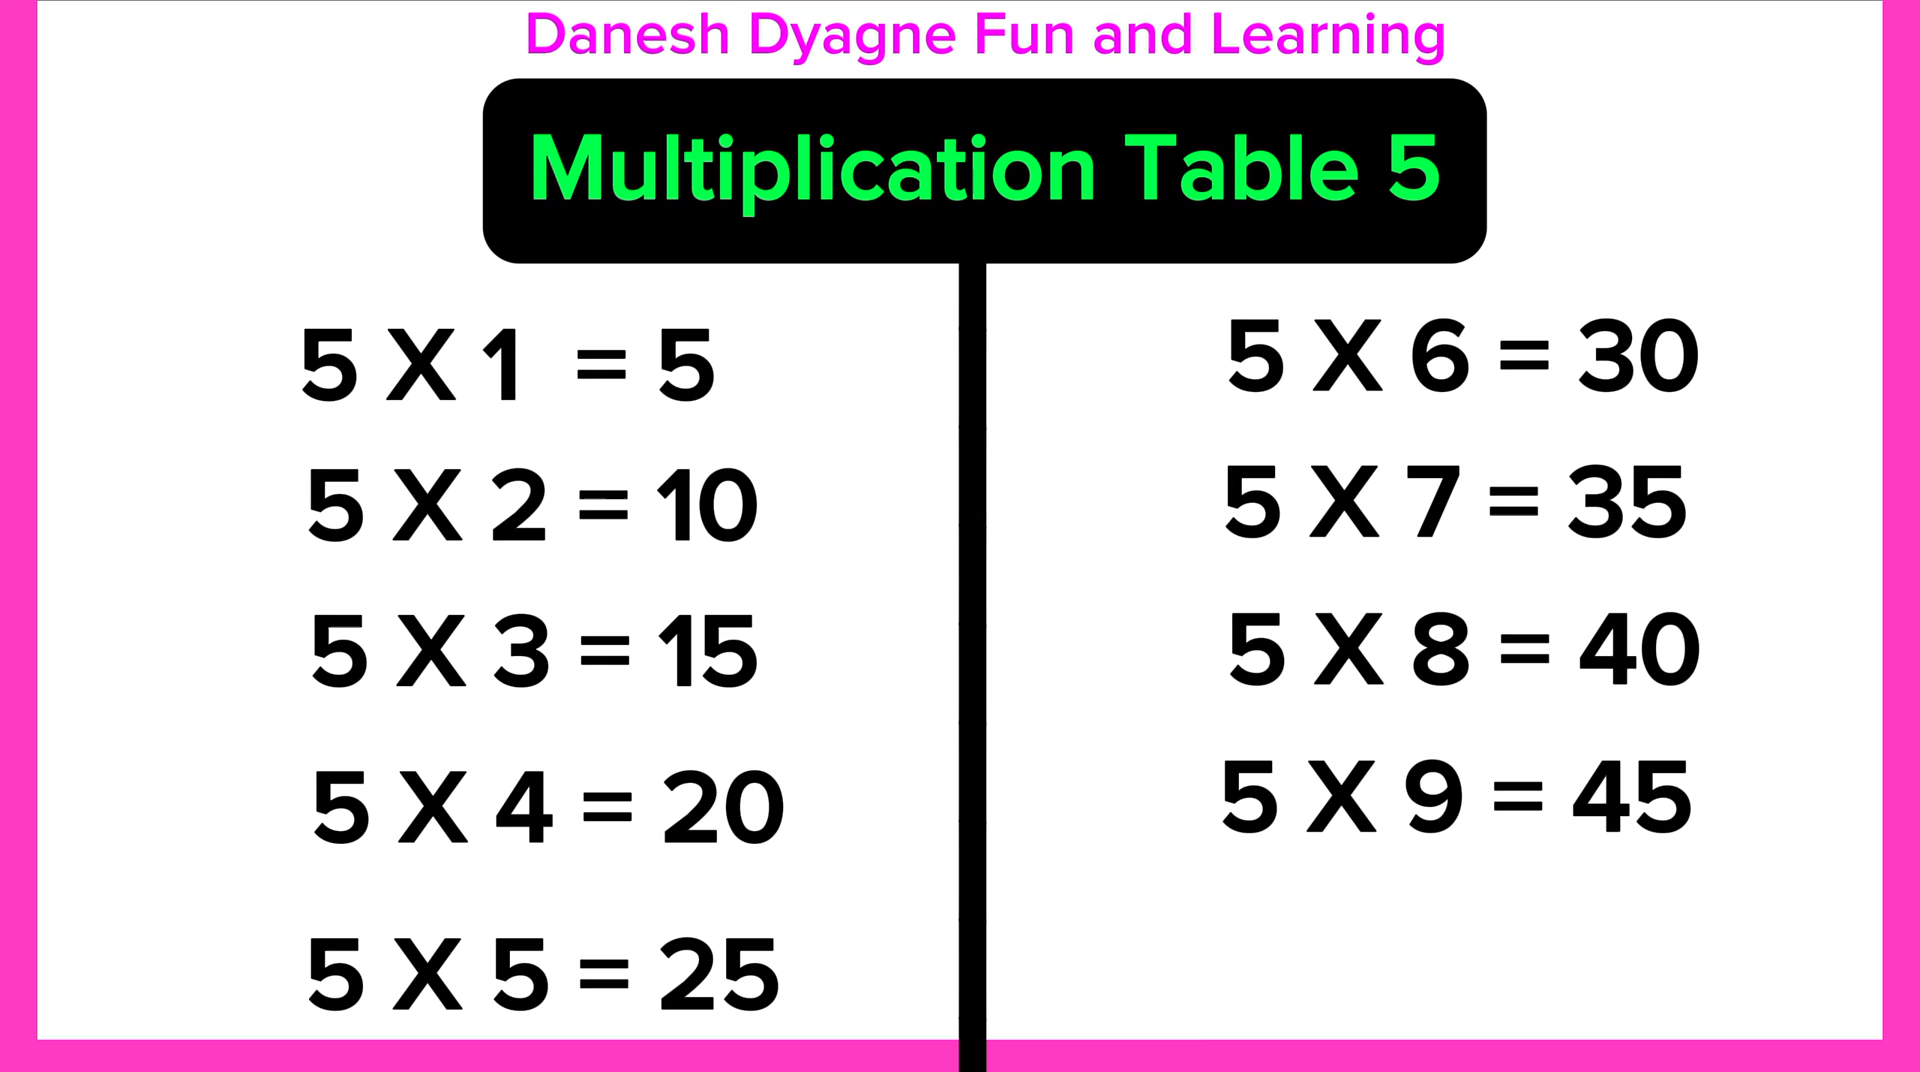 Danesh Dyagne Fun and Learning
Multiplication Table 5
5 X 1 = 5
5 X 2 = 10
5 X 3 = 15
5 X 4 = 20
5 X 5 = 25
5 X 6 = 30
5 X 7 = 35
5 X 8 = 40
5 X 9 = 45